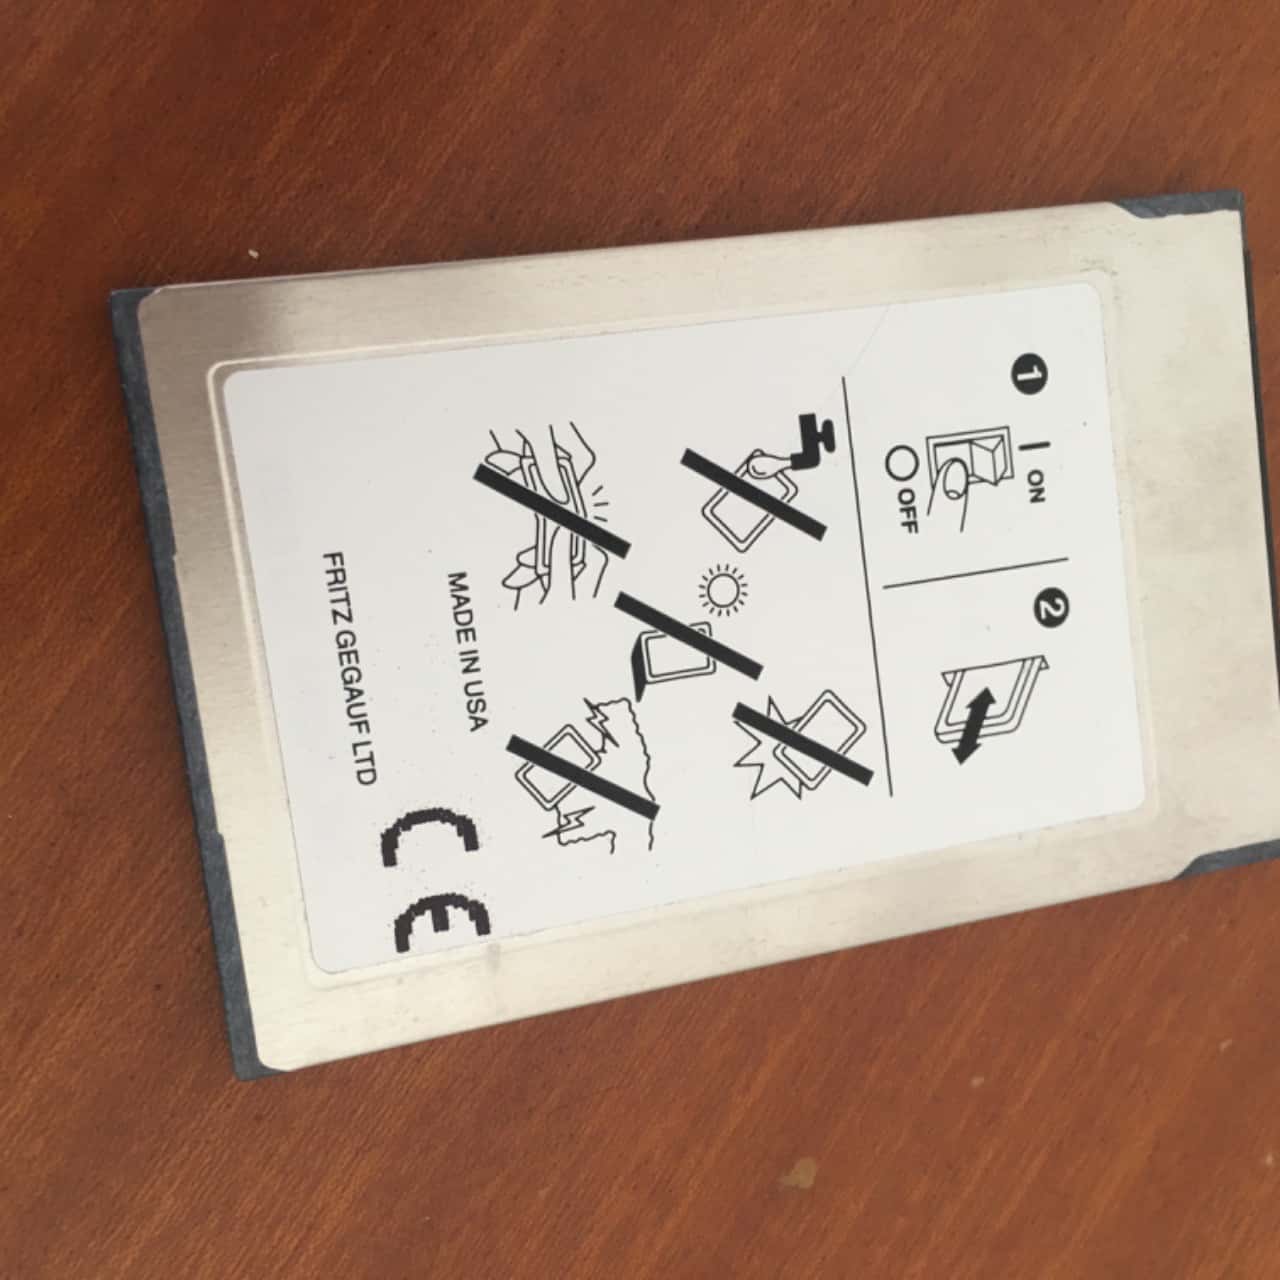 1
I ON
O OFF
2
MADE IN USA
FRITZ GEGAUF LTD
CE